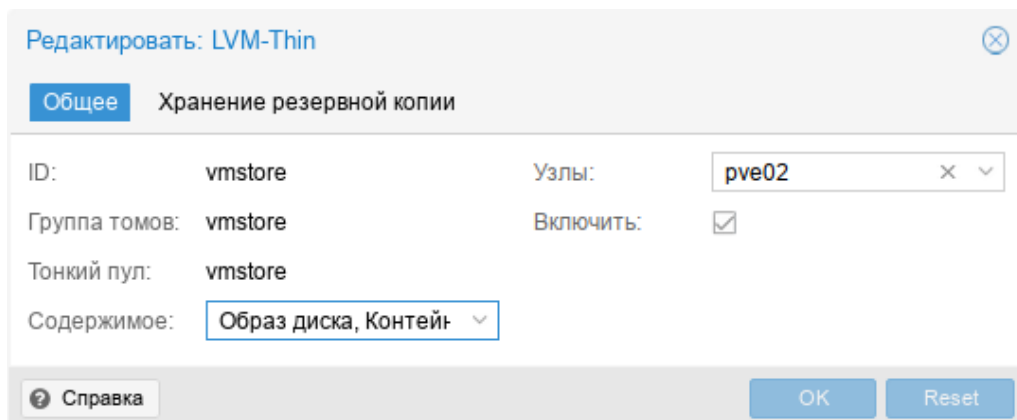 Редактировать: LVM-Thin
Общее Хранение резервной копии
ID: vmstore Узлы: pve02
Группа томов: vmstore Включить:
Тонкий пул: vmstore
Содержимое: Образ диска, Контейн
Справка OK Reset